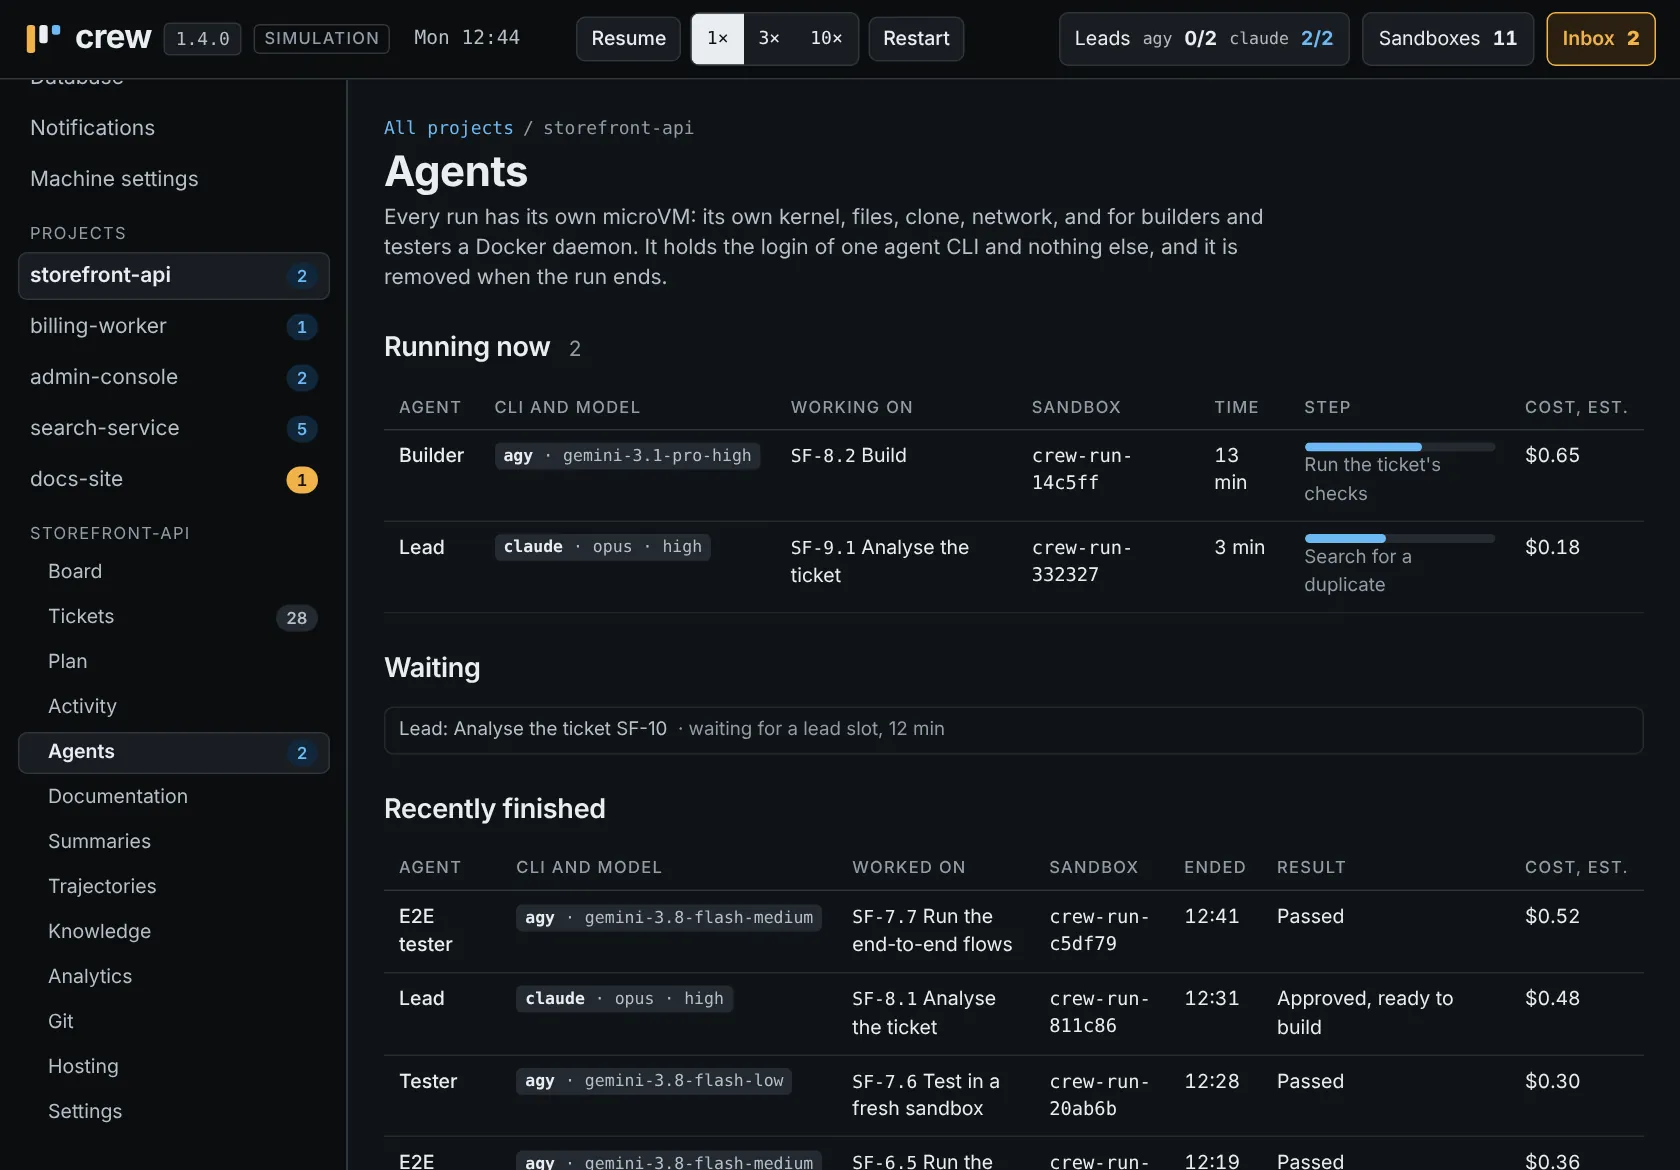 crew 1.4.0 SIMULATION Mon 12:44 Resume 1× 3× 10× Restart Leads agy 0/2 claude 2/2 Sandboxes 11 Inbox 2
Database
Notifications
Machine settings
PROJECTS
storefront-api 2
billing-worker 1
admin-console 2
search-service 5
docs-site 1
STOREFRONT-API
Board
Tickets 28
Plan
Activity
Agents 2
Documentation
Summaries
Trajectories
Knowledge
Analytics
Git
Hosting
Settings
All projects / storefront-api
Agents
Every run has its own microVM: its own kernel, files, clone, network, and for builders and
testers a Docker daemon. It holds the login of one agent CLI and nothing else, and it is
removed when the run ends.
Running now 2
AGENT CLI AND MODEL WORKING ON SANDBOX TIME STEP COST, EST.
Builder agy · gemini-3.1-pro-high SF-8.2 Build crew-run- 13 $0.65
14c5ff min Run the ticket's
checks
Lead claude · opus · high SF-9.1 Analyse the crew-run- 3 min $0.18
ticket 332327 Search for a
duplicate
Waiting
Lead: Analyse the ticket SF-10 · waiting for a lead slot, 12 min
Recently finished
AGENT CLI AND MODEL WORKED ON SANDBOX ENDED RESULT COST, EST.
E2E agy · gemini-3.8-flash-medium SF-7.7 Run the crew-run- 12:41 Passed $0.52
tester end-to-end flows c5df79
Lead claude · opus · high SF-8.1 Analyse crew-run- 12:31 Approved, ready to $0.48
the ticket 811c86 build
Tester agy · gemini-3.8-flash-low SF-7.6 Test in a crew-run- 12:28 Passed $0.30
fresh sandbox 20ab6b
E2E agy · gemini-3.8-flash-medium SF-6.5 Run the crew-run- 12:19 Passed $0.36